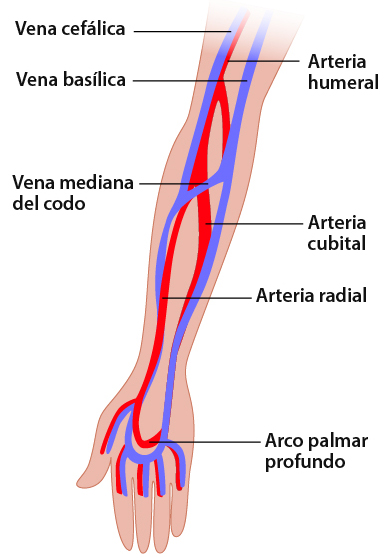 Vena cefálica
Arteria
humeral
Vena basílica
Vena mediana
del codo
Arteria
cubital
Arteria radial
Arco palmar
profundo